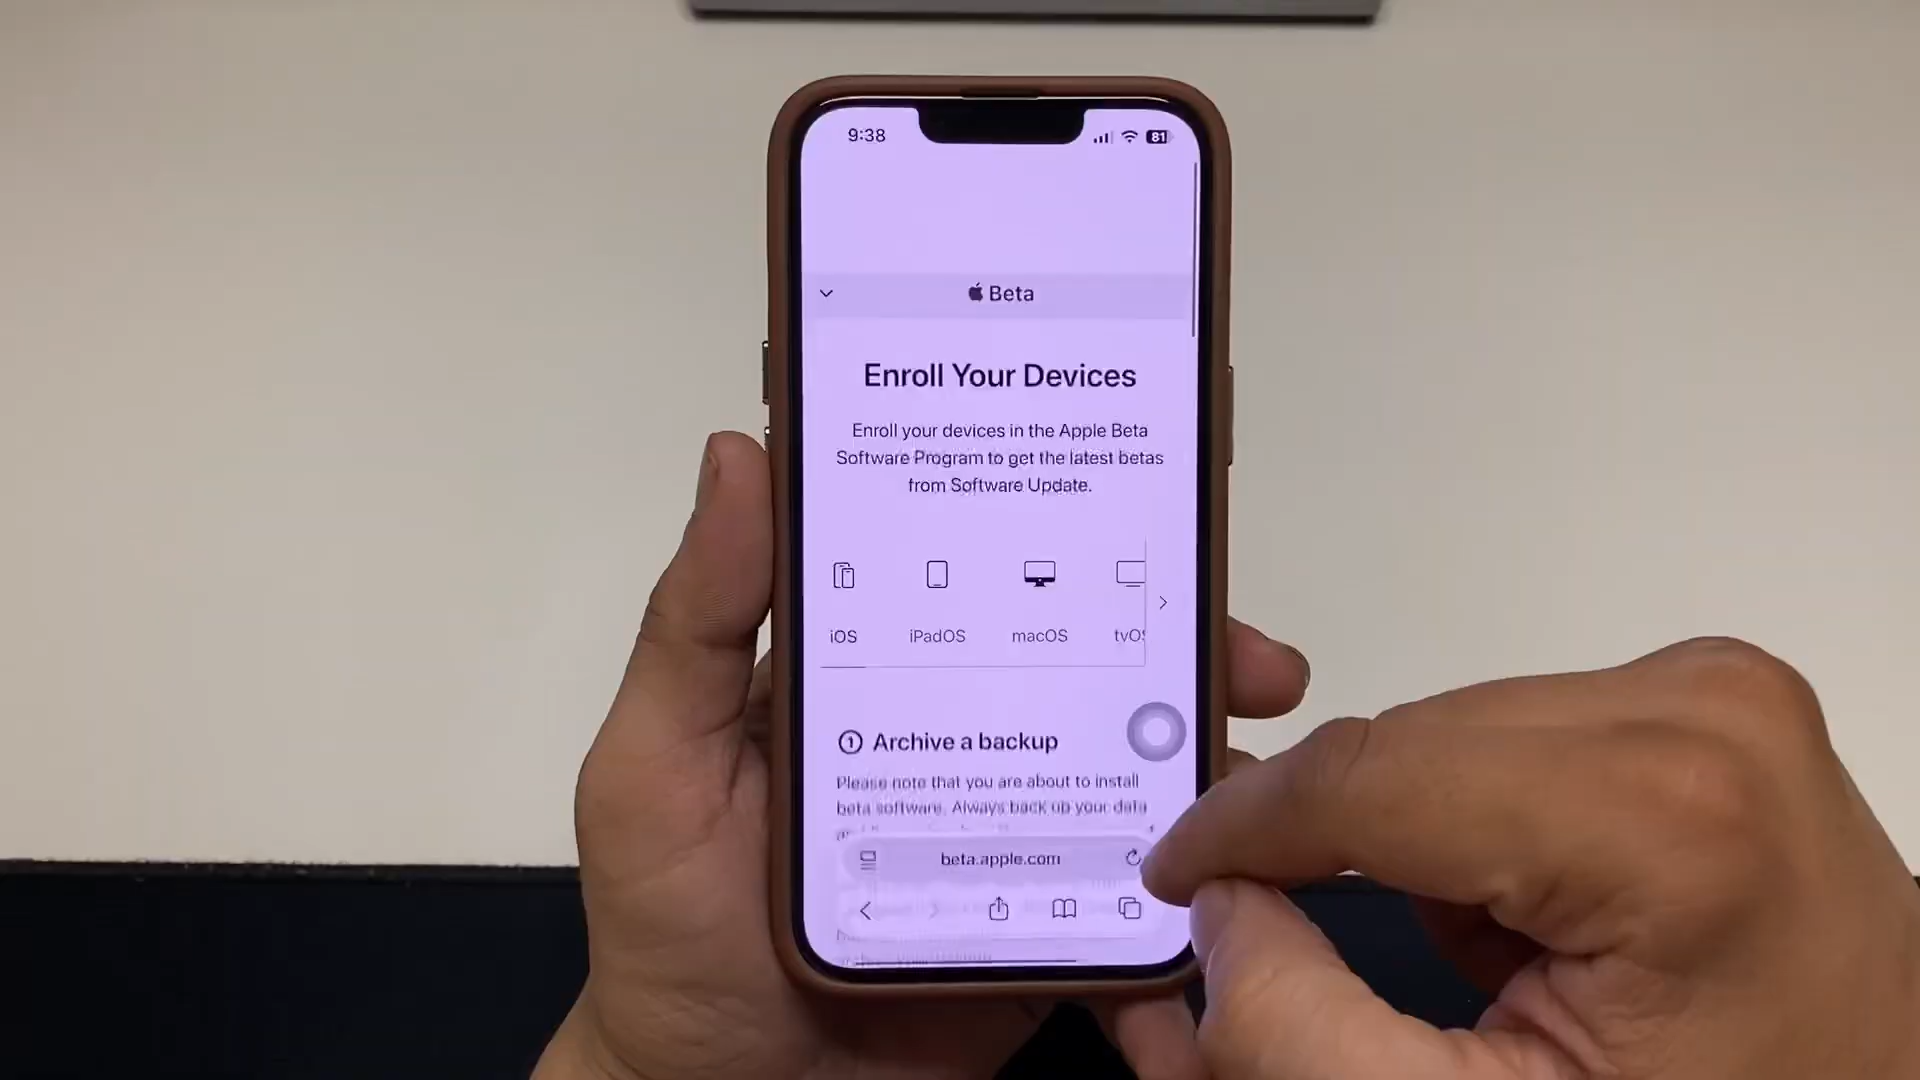 9:38
81
Beta
Enroll Your Devices
Enroll your devices in the Apple Beta
Software Program to get the latest betas
from Software Update.
iOS
iPadOS
macOS
1 Archive a backup
Please note that you are about to install
beta software. Always back up your data
beta.apple.com